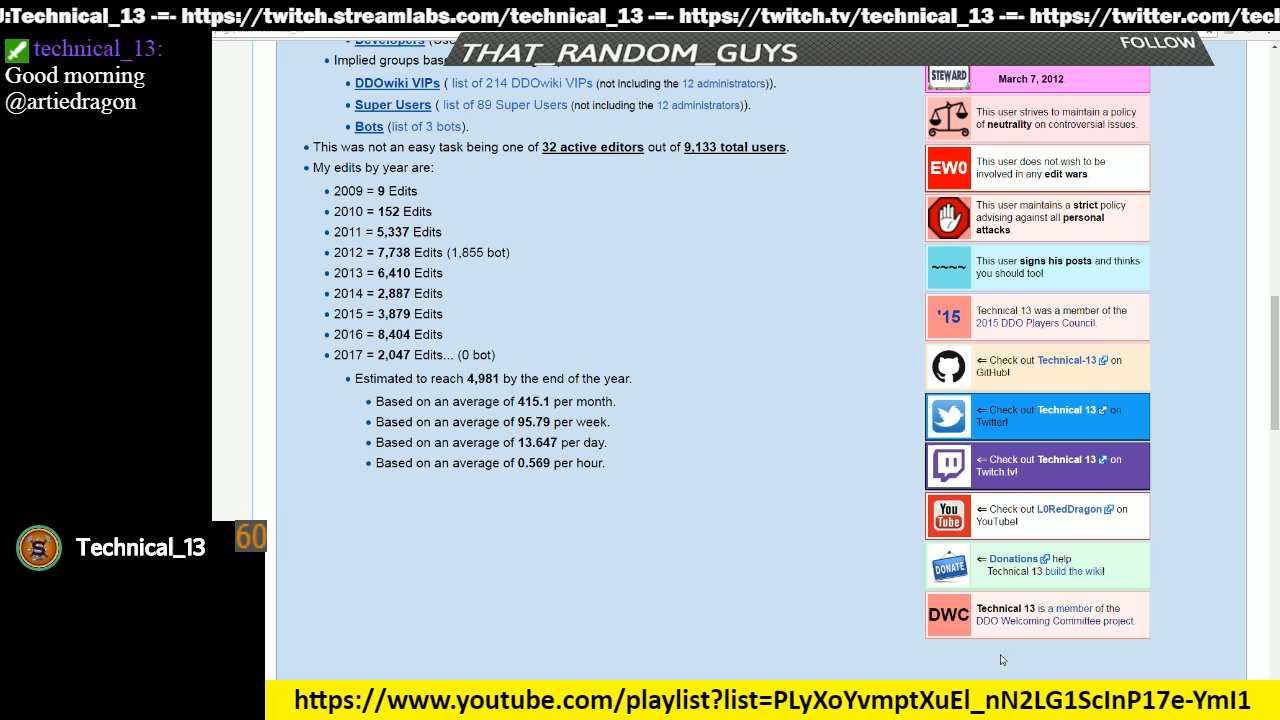 J:Technical_13 -=- https://twitch.streamlabs.com/technical_13 -=- https://twitch.tv/technical_13 -=- https://twitter.com/tech
technical_13:
Good morning
@artiedragon
THAT_RANDOM_GUYS
FOLLOW
Developers
Implied groups bas
DDOwiki VIPs ( list of 214 DDOwiki VIPs (not including the 12 administrators)).
Super Users ( list of 89 Super Users (not including the 12 administrators)).
Bots (list of 3 bots).
This was not an easy task being one of 32 active editors out of 9,133 total users.
My edits by year are:
2009 = 9 Edits
2010 = 152 Edits
2011 = 5,337 Edits
2012 = 7,738 Edits (1,855 bot)
2013 = 6,410 Edits
2014 = 2,887 Edits
2015 = 3,879 Edits
2016 = 8,404 Edits
2017 = 2,047 Edits... (0 bot)
Estimated to reach 4,981 by the end of the year.
Based on an average of 415.1 per month.
Based on an average of 95.79 per week.
Based on an average of 13.647 per day.
Based on an average of 0.569 per hour.
STEWARD
March 7, 2012
This user strives to maintain a policy
of neutrality on controversial issues.
EW0
This user does not wish to be
involved in any edit wars
This user maintains a strict policy
advising against all personal
attacks
~~~~
This user signs his posts and thinks
you should too!
'15
Technical 13 was a member of the
2015 DDO Players Council.
⇐ Check out Technical-13 on
GitHub!
⇐ Check out Technical 13 on
Twitter!
⇐ Check out Technical 13 on
Twitch.tv!
You
Tube
⇐ Check out L0RedDragon on
YouTube!
DONATE
⇐ Donations help
Technical 13 build the wiki!
DWC
Technical 13 is a member of the
DDO Welcoming Committee project.
S
Technical_13
60
https://www.youtube.com/playlist?list=PLyXoYvmptXuEl_nN2LG1ScInP17e-YmI1